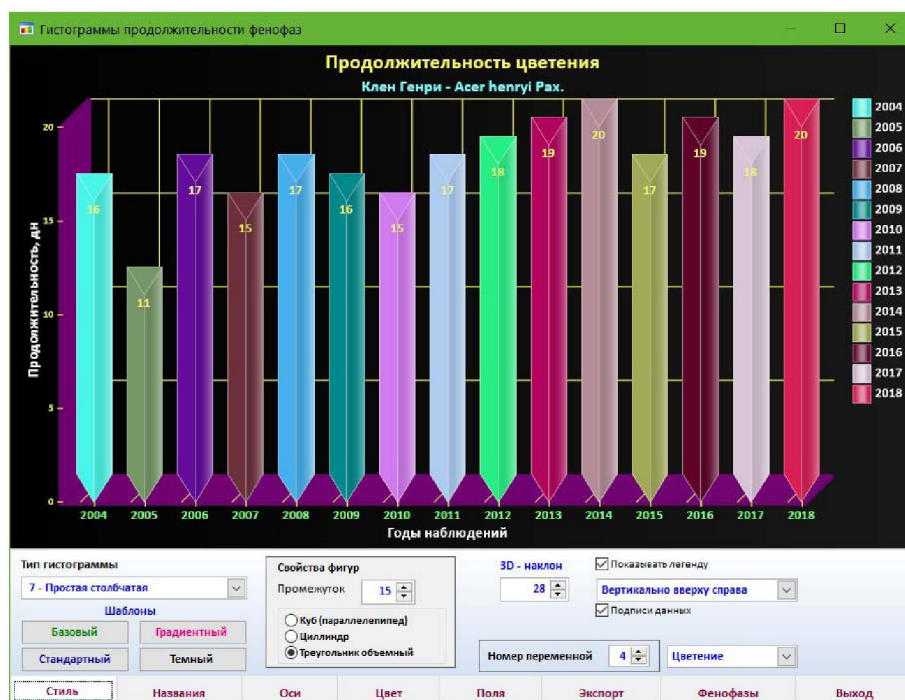 Гистограммы продолжительности фенофаз
Продолжительность цветения
Клен Генри - Acer henryi Pax.
Продолжительность, дн
20
15
10
5
0
16
11
17
15
17
16
15
17
18
19
20
17
19
18
20
2004
2005
2006
2007
2008
2009
2010
2011
2012
2013
2014
2015
2016
2017
2018
2004 2005 2006 2007 2008 2009 2010 2011 2012 2013 2014 2015 2016 2017 2018
Годы наблюдений
Тип гистограммы
7 - Простая столбчатая
Шаблоны
Базовый Градиентный
Стандартный Темный
Свойства фигур
Промежуток 15
Куб (параллелепипед)
Циллиндр
Треугольник объемный
3D - наклон
28
Показывать легенду
Вертикально вверху справа
Подписи данных
Номер переменной 4 Цветение
Стиль Названия Оси Цвет Поля Экспорт Фенофазы Выход